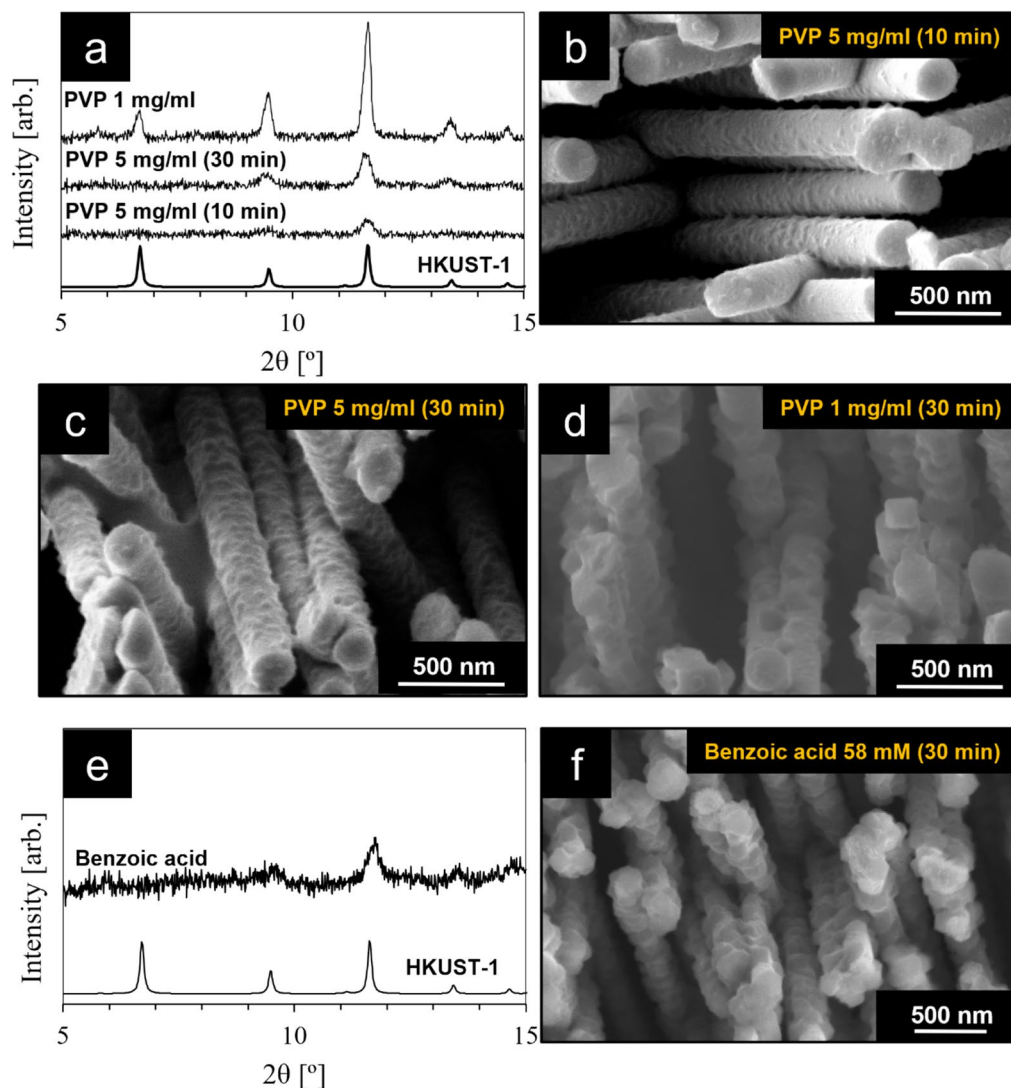 a
PVP 1 mg/ml
PVP 5 mg/ml (30 min)
PVP 5 mg/ml (10 min)
HKUST-1
Intensity [arb.]
5
10
15
2θ [º]
b
PVP 5 mg/ml (10 min)
500 nm
c
PVP 5 mg/ml (30 min)
500 nm
d
PVP 1 mg/ml (30 min)
500 nm
e
Benzoic acid
HKUST-1
Intensity [arb.]
5
10
15
2θ [º]
f
Benzoic acid 58 mM (30 min)
500 nm